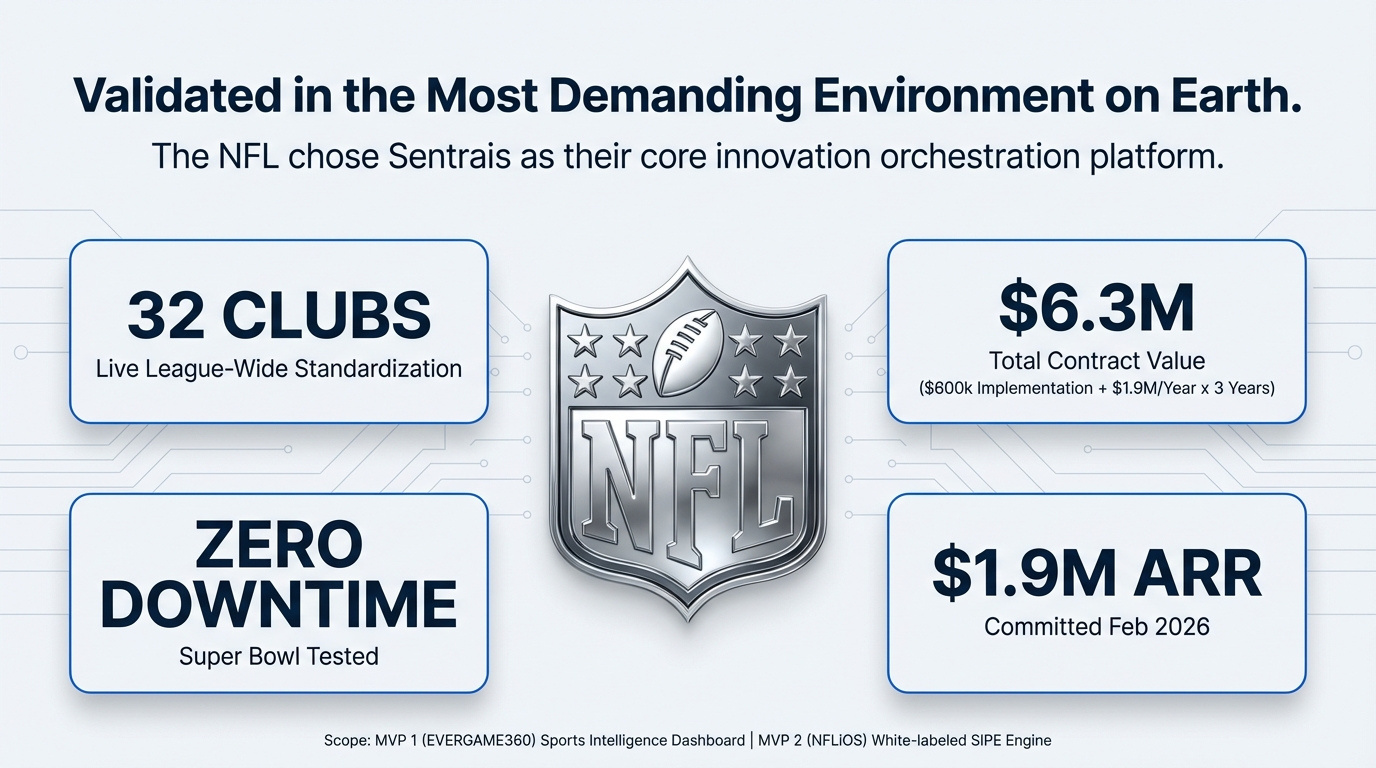 Validated in the Most Demanding Environment on Earth.
The NFL chose Sentrais as their core innovation orchestration platform.
32 CLUBS
Live League-Wide Standardization
$6.3M
Total Contract Value
($600k Implementation + $1.9M/Year x 3 Years)
NFL
ZERO
DOWNTIME
Super Bowl Tested
$1.9M ARR
Committed Feb 2026
Scope: MVP 1 (EVERGAME360) Sports Intelligence Dashboard | MVP 2 (NFLiOS) White-labeled SIPE Engine